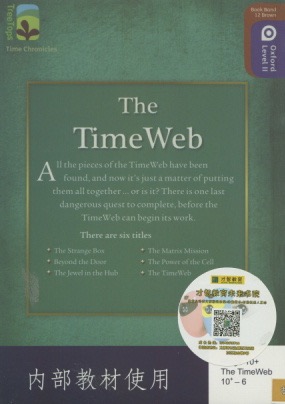 TreeTops
Time Chronicles
Book Band
12 Brown
Oxford
Level 11
The
TimeWeb
All the pieces of the TimeWeb have been
found, and now it's just a matter of putting
them all together ... or is it? There is one last
dangerous quest to complete, before the
TimeWeb can begin its work.
There are six titles
• The Strange Box
• Beyond the Door
• The Jewel in the Hub
• The Matrix Mission
• The Power of the Cell
• The TimeWeb
10+
The TimeWeb
10+ – 6
内部教材使用